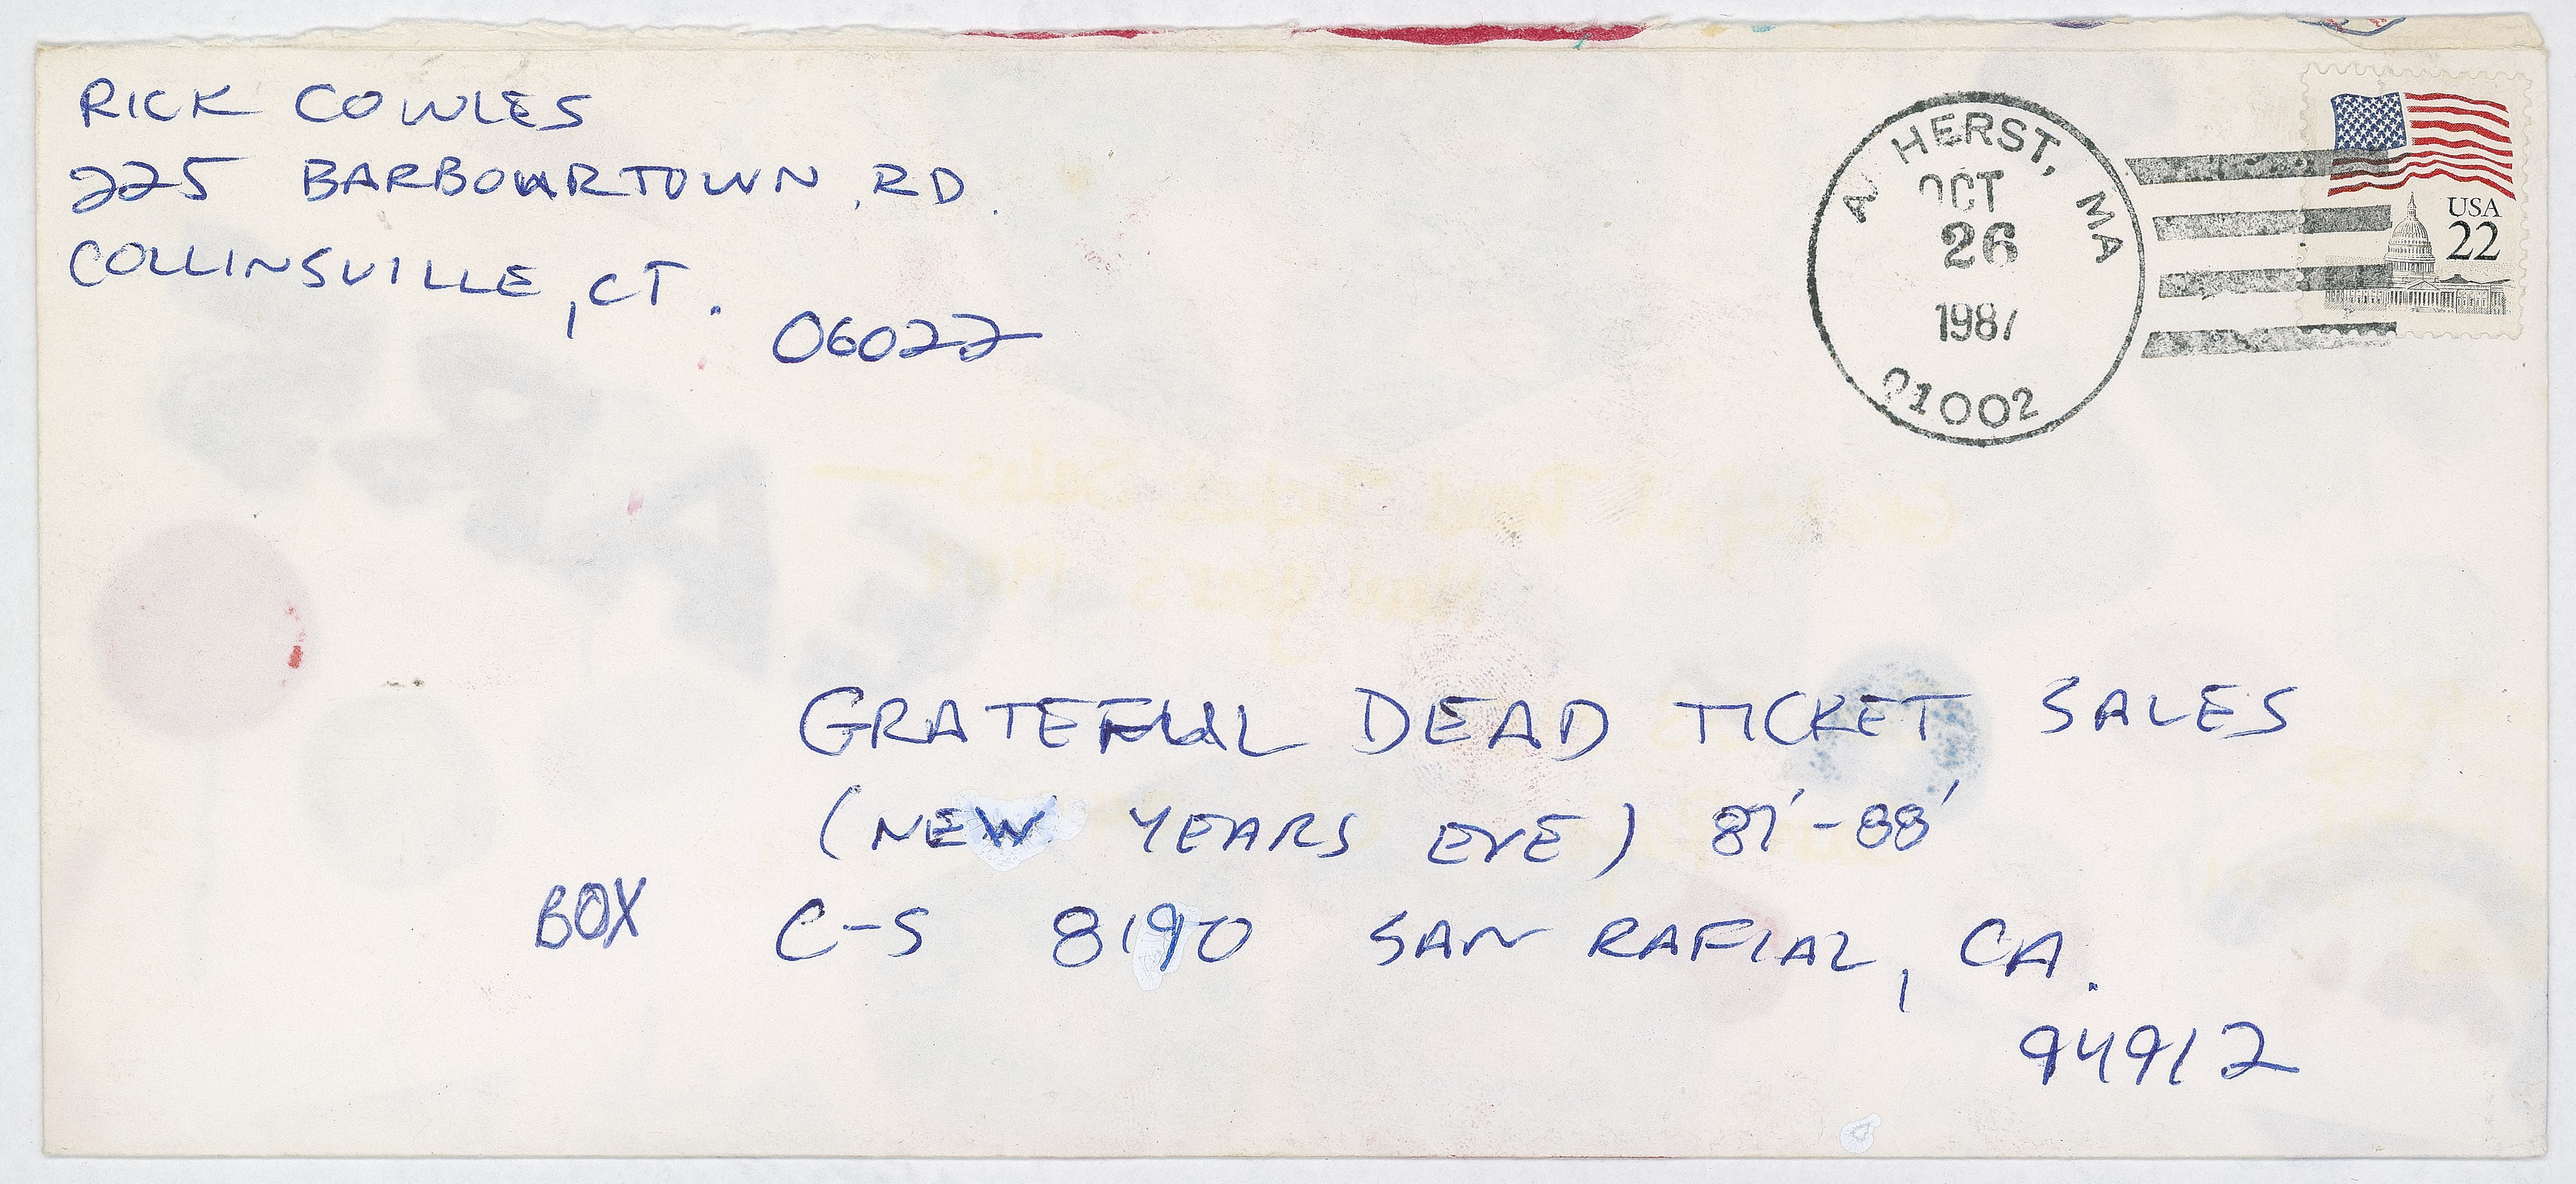 RICK COWLES
225 BARBOURTOWN RD.
COLLINSVILLE, CT.
06022
AMHERST, MA
OCT
26
1987
01002
USA
22
GRATEFUL DEAD TICKET SALES
(NEW YEARS EVE) 87'-88'
BOX C-S 8190 SAN RAFIAL, CA.
94912